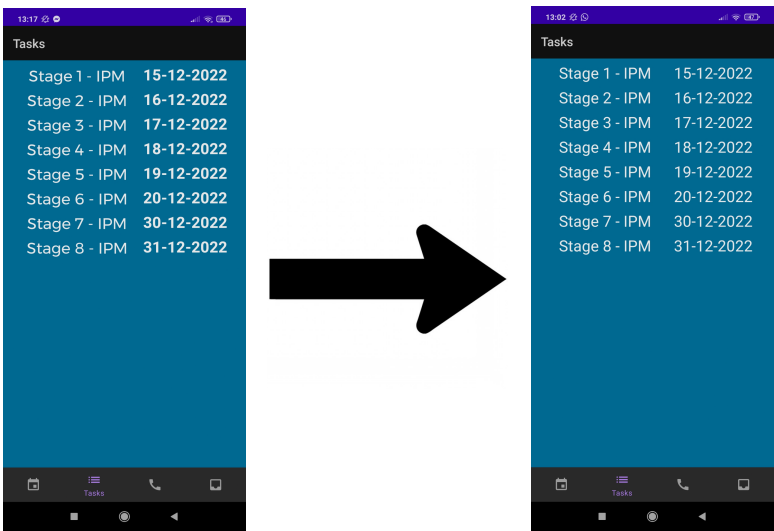 13:17
46
Tasks
Stage 1 - IPM 15-12-2022
Stage 2 - IPM 16-12-2022
Stage 3 - IPM 17-12-2022
Stage 4 - IPM 18-12-2022
Stage 5 - IPM 19-12-2022
Stage 6 - IPM 20-12-2022
Stage 7 - IPM 30-12-2022
Stage 8 - IPM 31-12-2022
Tasks
13:02
47
Tasks
Stage 1 - IPM 15-12-2022
Stage 2 - IPM 16-12-2022
Stage 3 - IPM 17-12-2022
Stage 4 - IPM 18-12-2022
Stage 5 - IPM 19-12-2022
Stage 6 - IPM 20-12-2022
Stage 7 - IPM 30-12-2022
Stage 8 - IPM 31-12-2022
Tasks